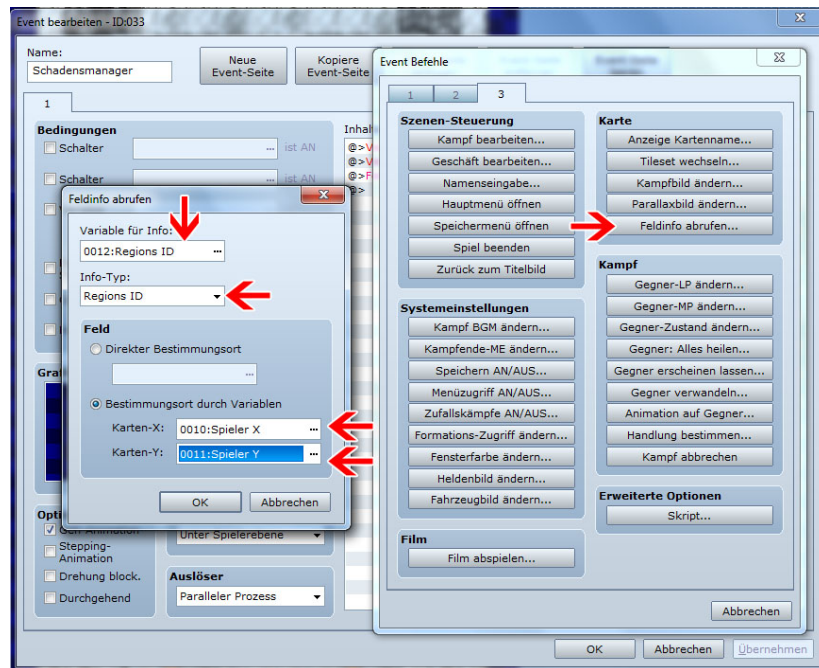 Event bearbeiten - ID:033
Name:
Schadensmanager
Neue
Event-Seite
Kopiere
Event-Seite
1
Bedingungen
Schalter
... ist AN
Schalter
... ist AN
Inhal
@>V
@>V
@>F
@>
Graf
Opti
Stepping-
Animation
Drehung block.
Durchgehend
Unter Spielerebene
Auslöser
Paralleler Prozess
OK
Abbrechen
Übernehmen
Feldinfo abrufen
Variable für Info:
0012:Regions ID ...
Info-Typ:
Regions ID
Feld
Direkter Bestimmungsort
...
Bestimmungsort durch Variablen
Karten-X: 0010:Spieler X ...
Karten-Y: 0011:Spieler Y ...
OK
Abbrechen
Event Befehle
1 2 3
Szenen-Steuerung
Kampf bearbeiten...
Geschäft bearbeiten...
Namenseingabe...
Hauptmenü öffnen
Speichermenü öffnen
Spiel beenden
Zurück zum Titelbild
Systemeinstellungen
Kampf BGM ändern...
Kampfende-ME ändern...
Speichern AN/AUS...
Menüzugriff AN/AUS...
Zufallskämpfe AN/AUS...
Formations-Zugriff ändern...
Fensterfarbe ändern...
Heldenbild ändern...
Fahrzeugbild ändern...
Film
Film abspielen...
Karte
Anzeige Kartenname...
Tileset wechseln...
Kampfbild ändern...
Parallaxbild ändern...
Feldinfo abrufen...
Kampf
Gegner-LP ändern...
Gegner-MP ändern...
Gegner-Zustand ändern...
Gegner: Alles heilen...
Gegner erscheinen lassen...
Gegner verwandeln...
Animation auf Gegner...
Handlung bestimmen...
Kampf abbrechen
Erweiterte Optionen
Skript...
Abbrechen